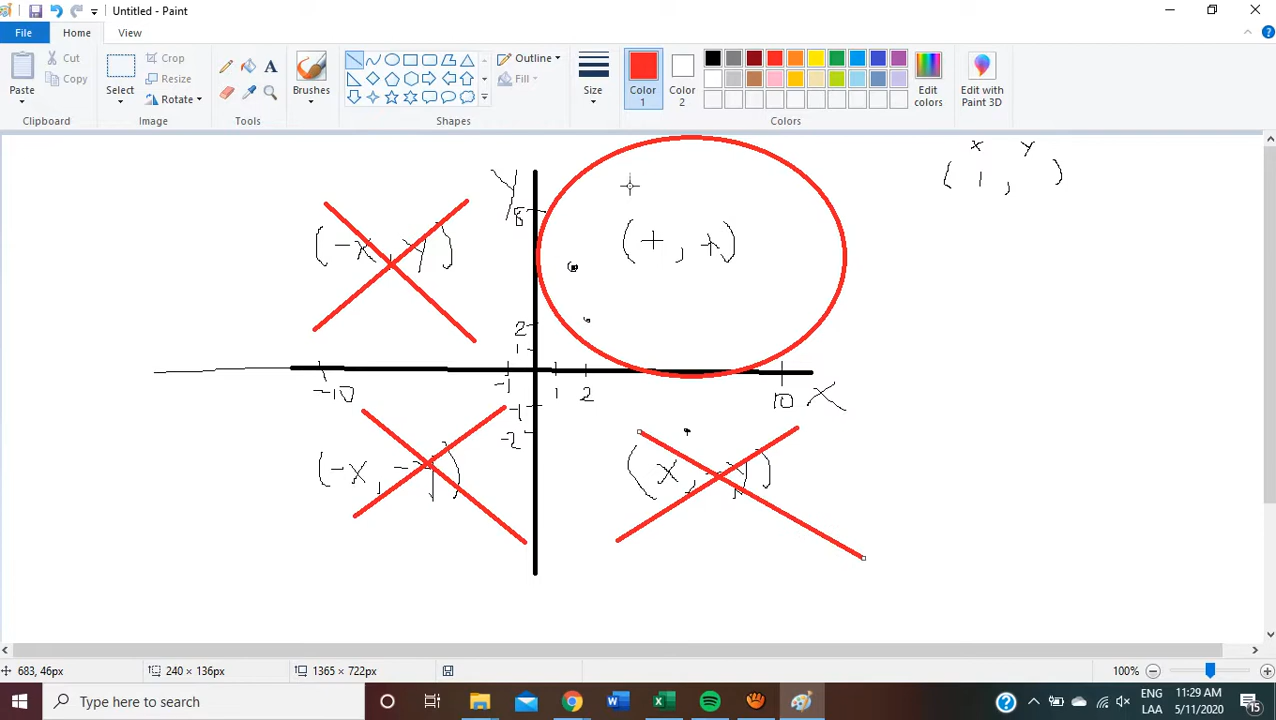 Untitled - Paint
File
Home
View
Paste
Cut
Copy
Clipboard
Select
Crop
Resize
Rotate
Image
A
Tools
Brushes
Outline
Fill
Shapes
Size
Color 1
Color 2
Edit colors
Colors
Edit with Paint 3D
x y
(1, )
Y
(-x, y)
(+, +)
2
1
-10
-1
1
2
10
X
-1
-2
(-x, -y)
(x, -y)
683, 46px
240 × 136px
1365 × 722px
100%
Type here to search
ENG
LAA
11:29 AM
5/11/2020
15